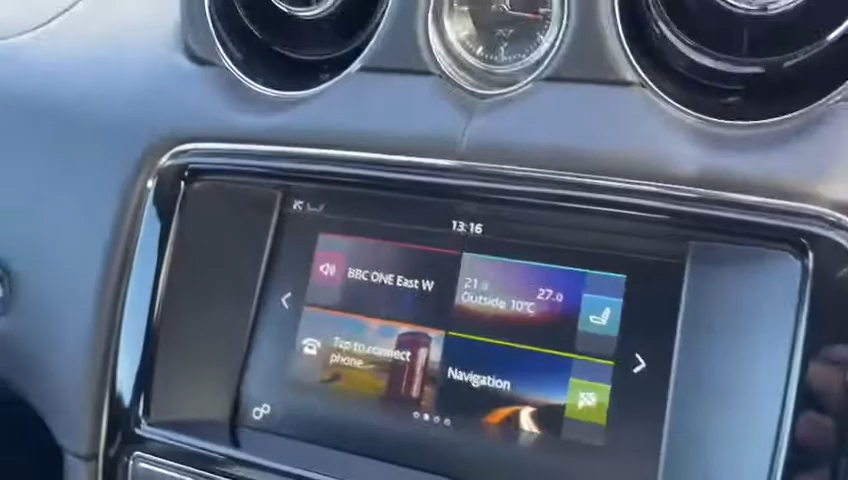 13:16
BBC ONE East W
21.0
27.0
Outside 10°C
Tap to connect
phone...
Navigation